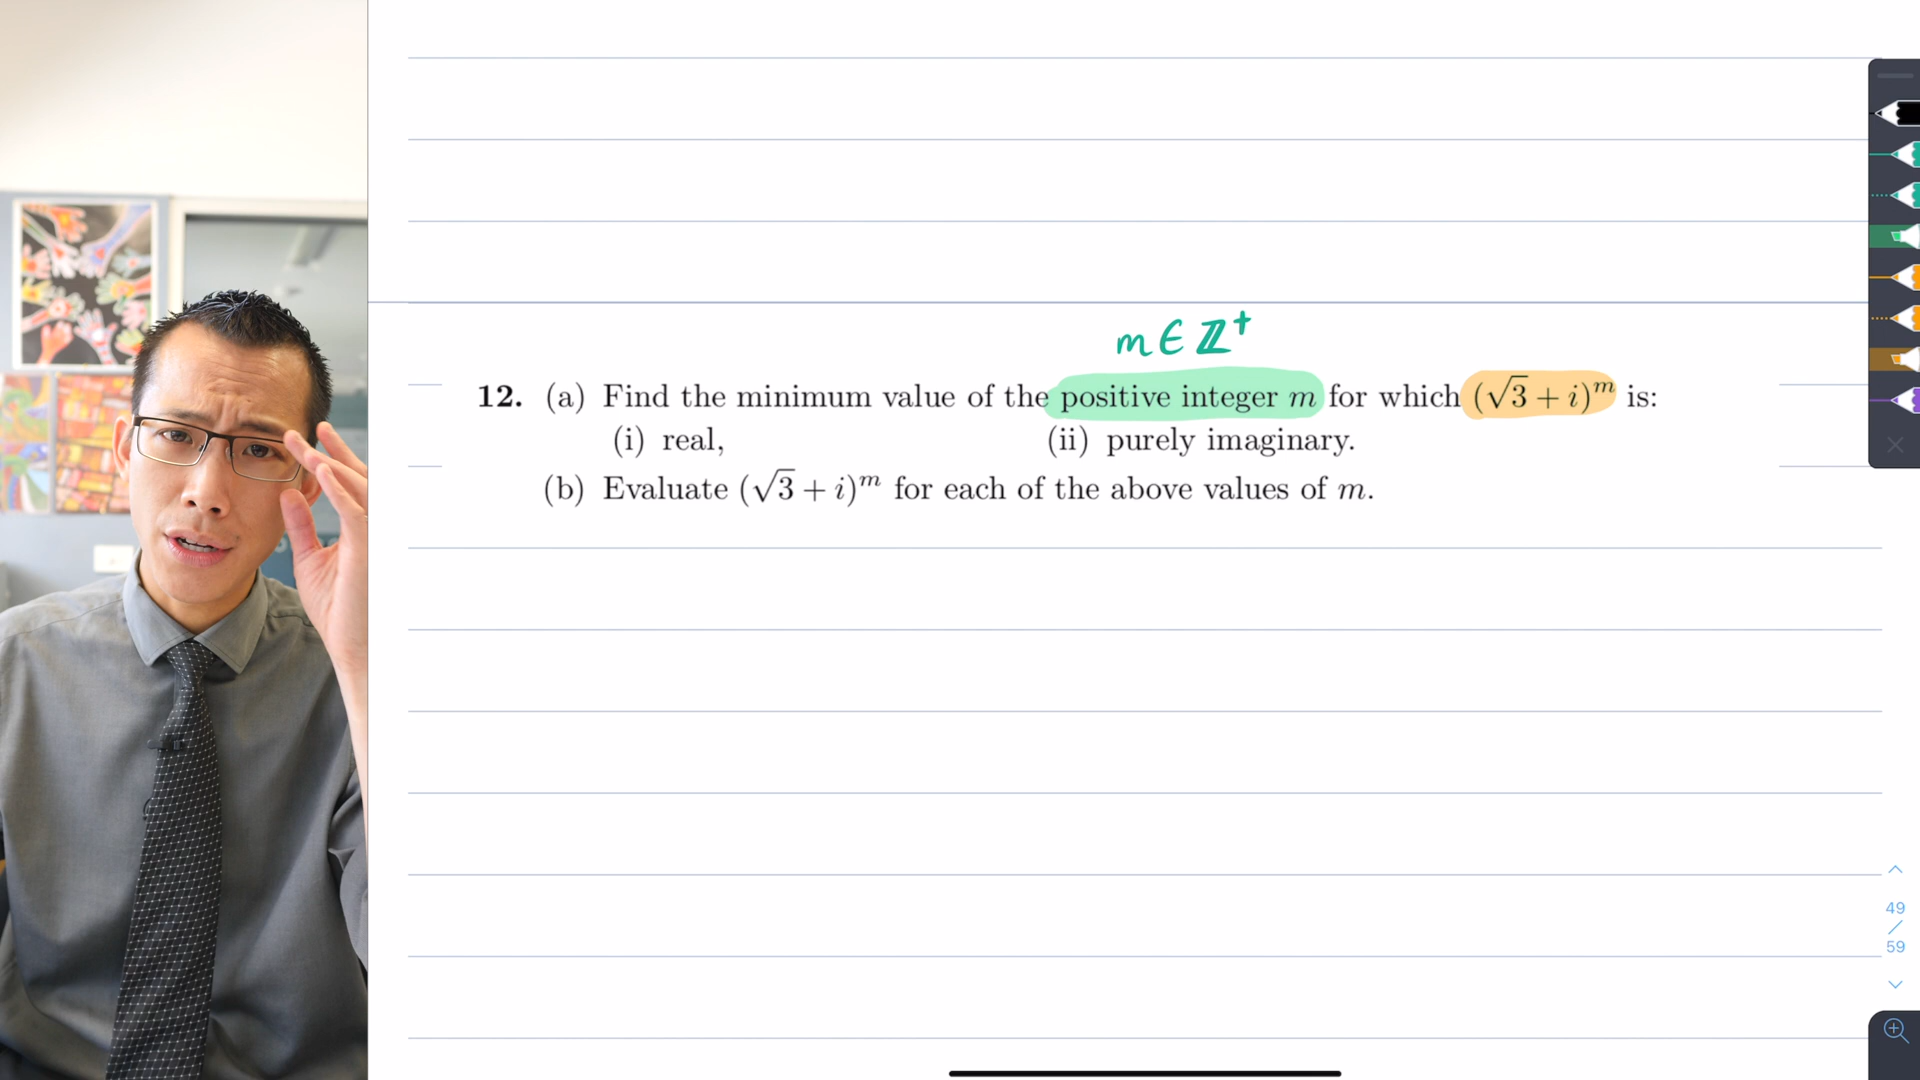 m ∈ ℤ⁺
12. (a) Find the minimum value of the positive integer m for which (√3 + i)ᵐ is:
(i) real, (ii) purely imaginary.
(b) Evaluate (√3 + i)ᵐ for each of the above values of m.
49
/
59